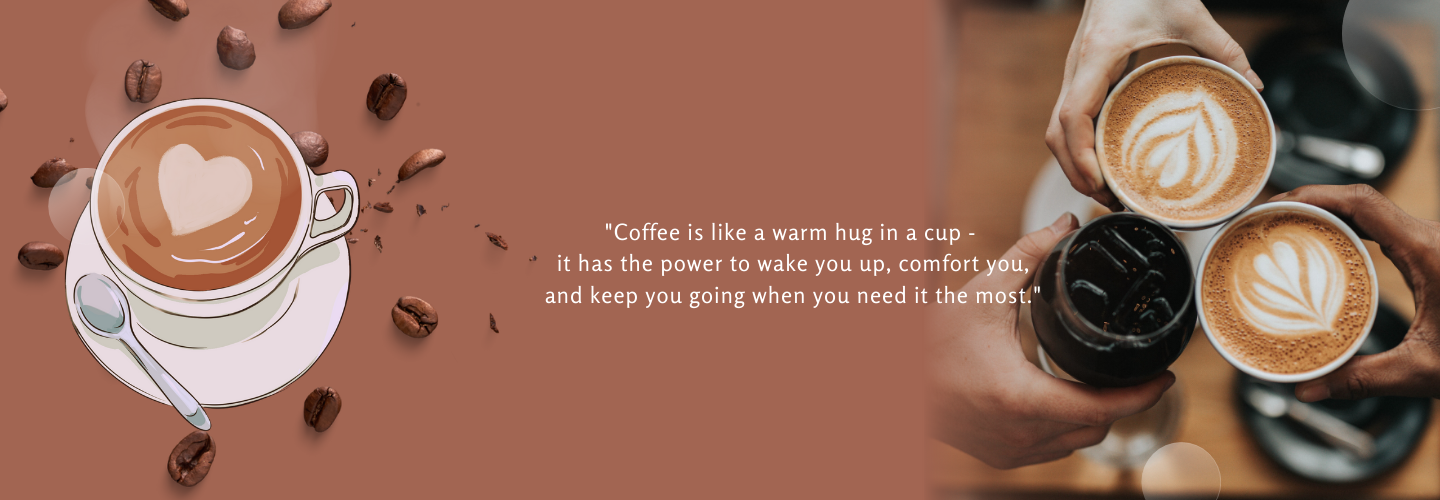 "Coffee is like a warm hug in a cup -
it has the power to wake you up, comfort you,
and keep you going when you need it the most."